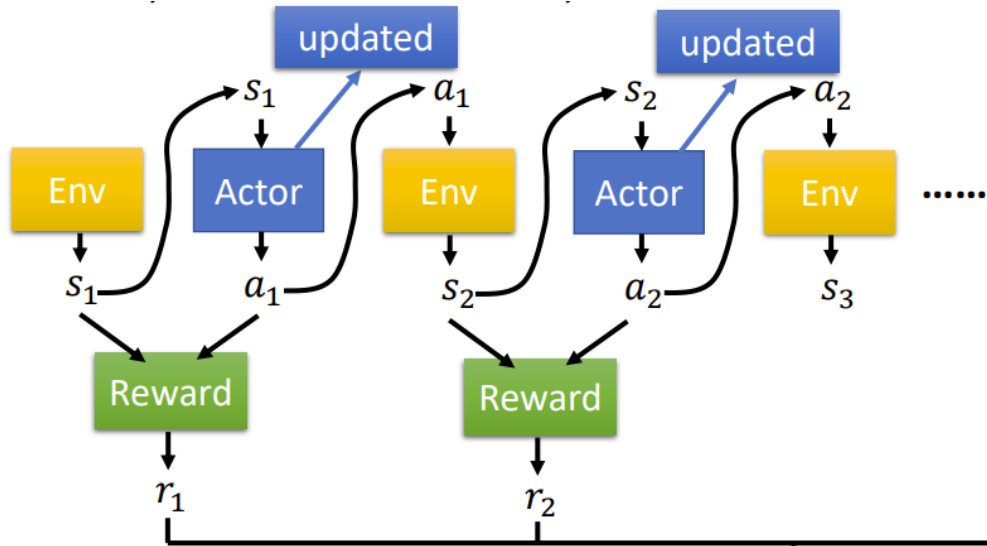 updated updated
s₁ a₁ s₂ a₂
Env Actor Env Actor Env ......
s₁ a₁ s₂ a₂ s₃
Reward Reward
r₁ r₂